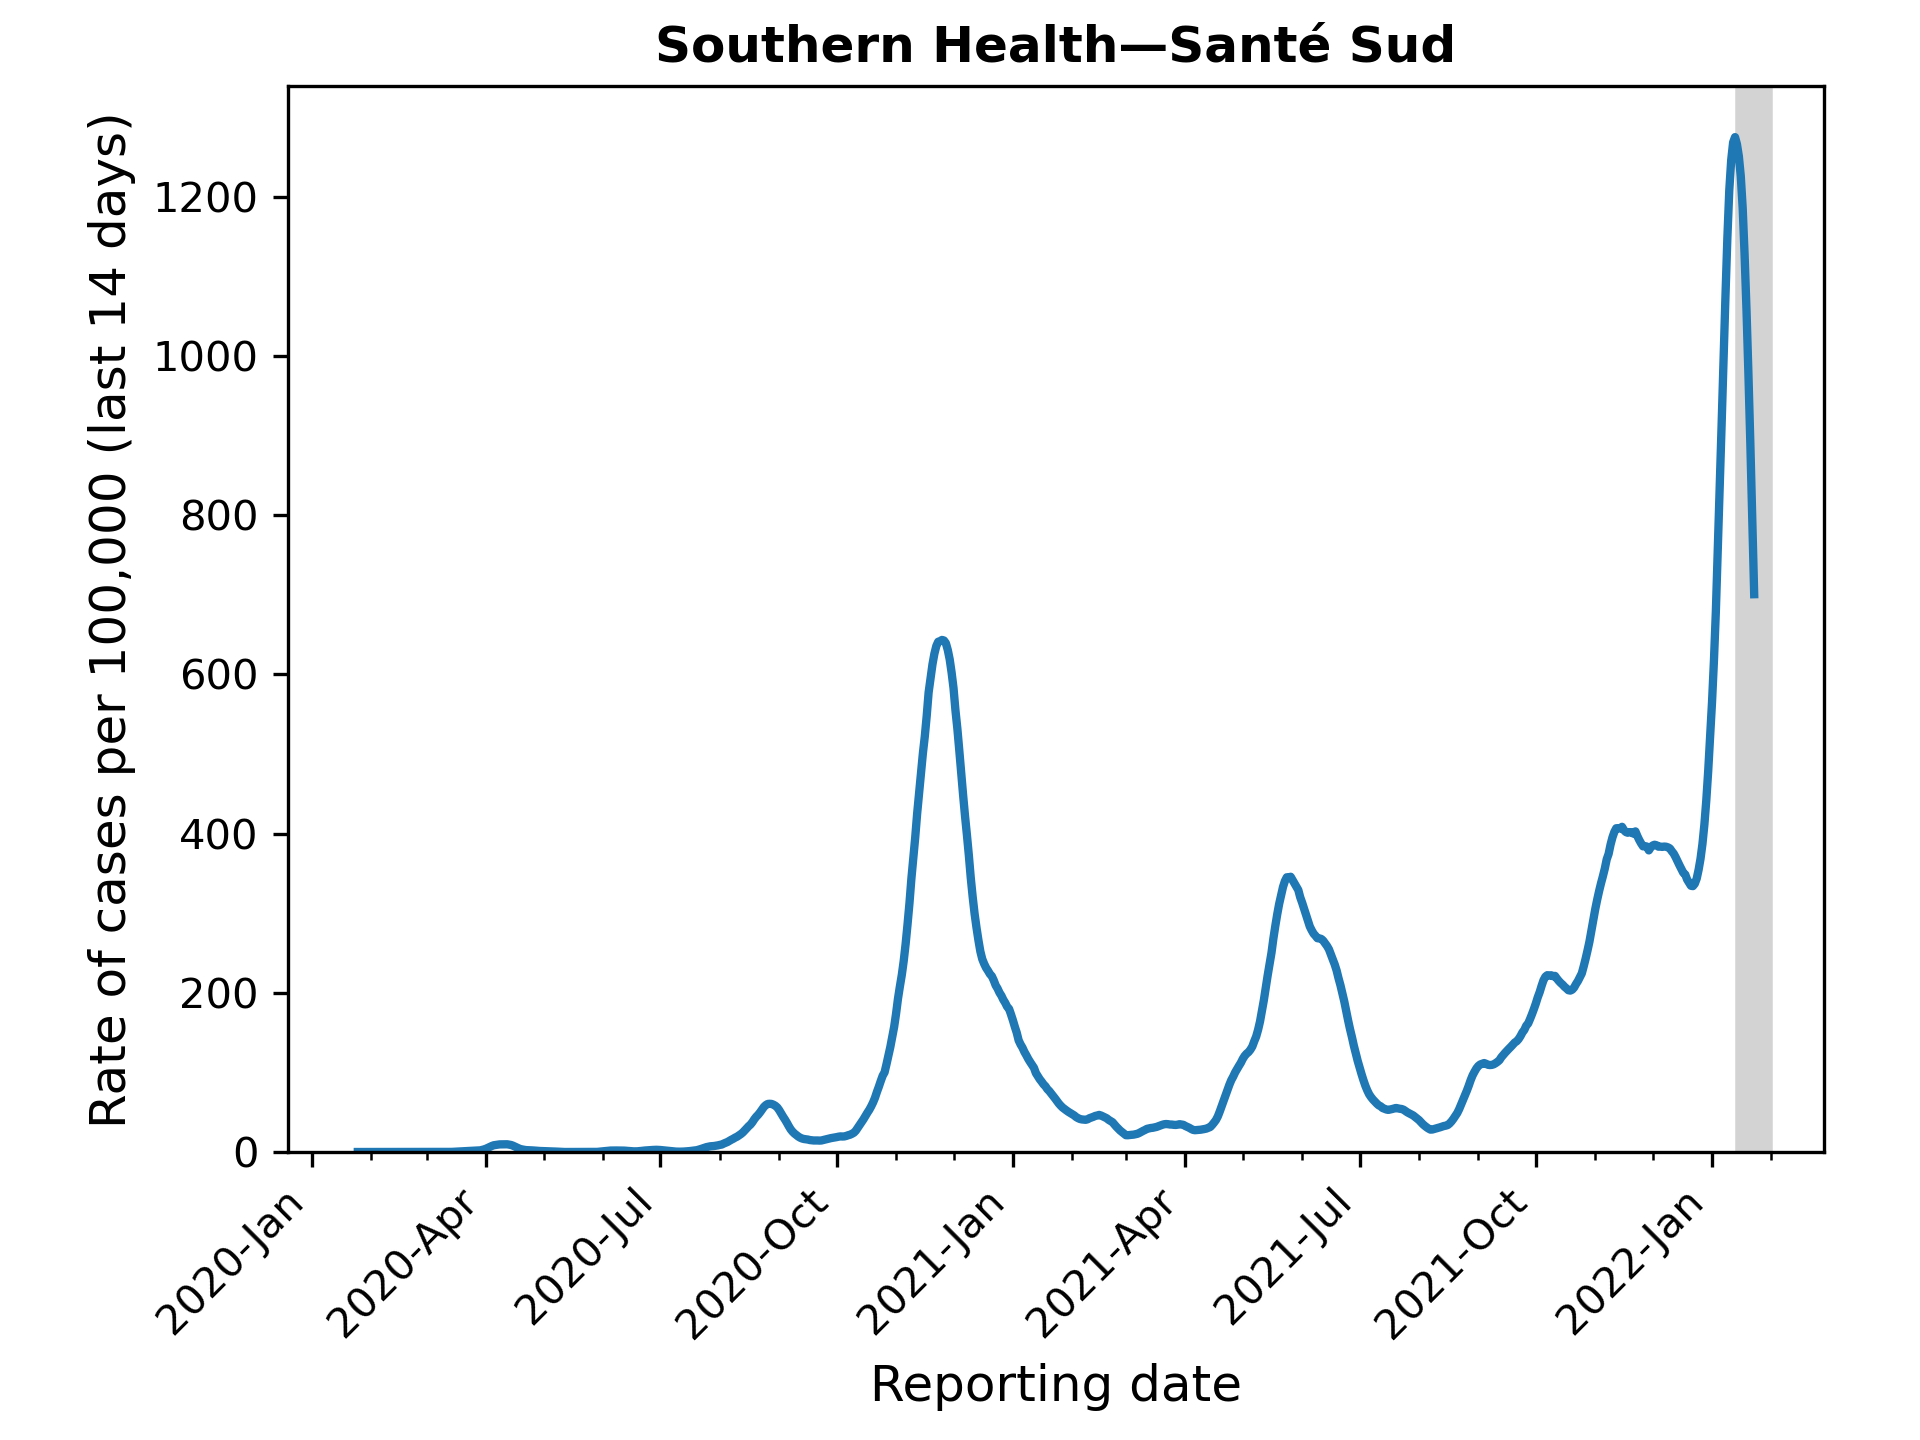 Southern Health—Santé Sud
Rate of cases per 100,000 (last 14 days)
1200
1000
800
600
400
200
0
2020-Jan
2020-Apr
2020-Jul
2020-Oct
2021-Jan
2021-Apr
2021-Jul
2021-Oct
2022-Jan
Reporting date